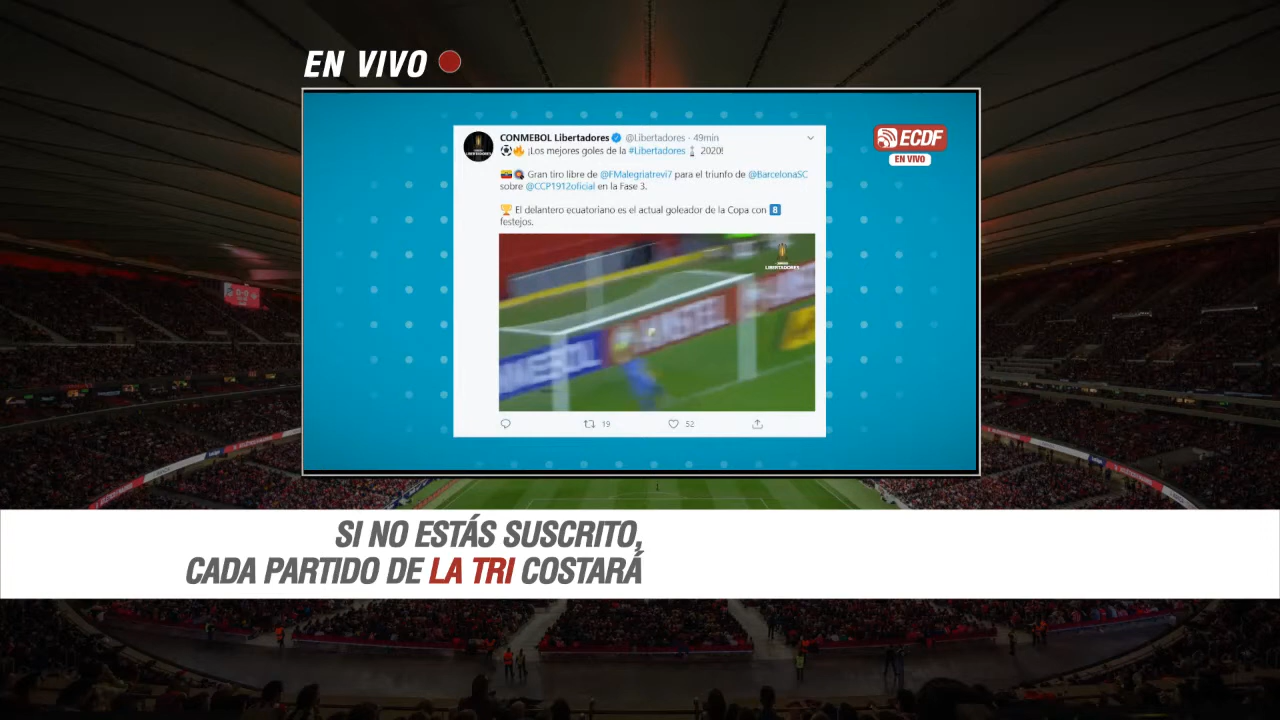 EN VIVO
ECDF
EN VIVO
CONMEBOL Libertadores @Libertadores · 49min
¡Los mejores goles de la #Libertadores 2020!
Gran tiro libre de @FMalegriatrevi7 para el triunfo de @BarcelonaSC
sobre @CCP1912oficial en la Fase 3.
El delantero ecuatoriano es el actual goleador de la Copa con 8
festejos.
LIBERTADORES
AMSTEL
19
52
SI NO ESTÁS SUSCRITO,
CADA PARTIDO DE LA TRI COSTARÁ